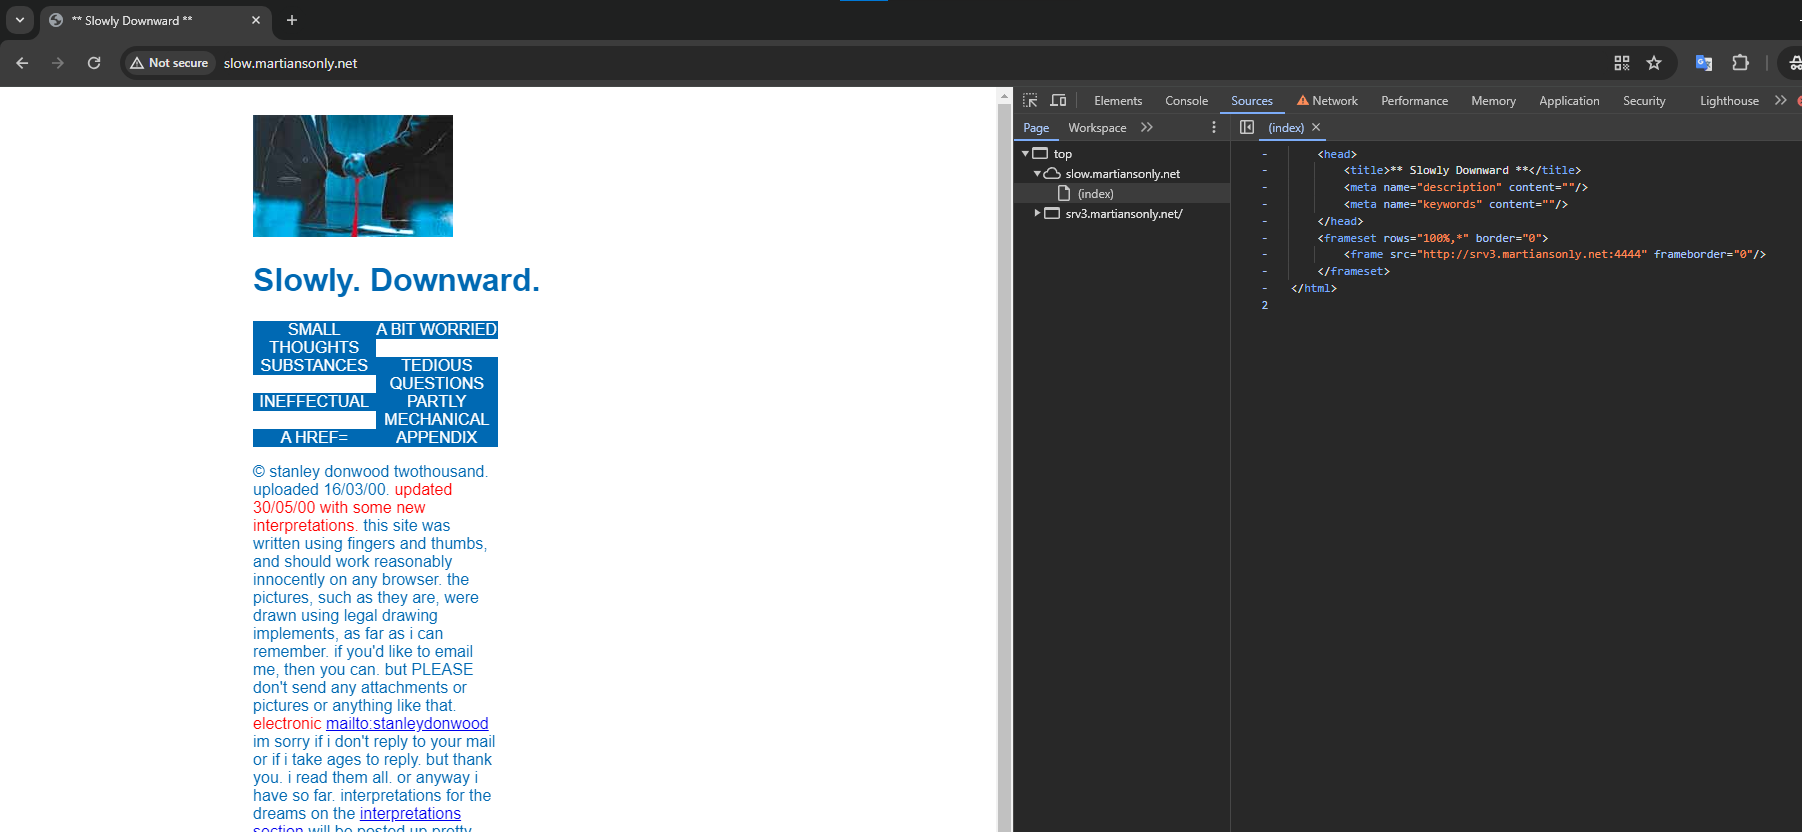 ** Slowly Downward **
Not secure
slow.martiansonly.net
Slowly. Downward.
SMALL THOUGHTS
A BIT WORRIED
SUBSTANCES
TEDIOUS QUESTIONS
INEFFECTUAL
PARTLY MECHANICAL
A HREF=
APPENDIX
© stanley donwood twothousand.
uploaded 16/03/00. updated
30/05/00 with some new
interpretations. this site was
written using fingers and thumbs,
and should work reasonably
innocently on any browser. the
pictures, such as they are, were
drawn using legal drawing
implements, as far as i can
remember. if you'd like to email
me, then you can. but PLEASE
don't send any attachments or
pictures or anything like that.
electronic mailto:stanleydonwood
im sorry if i don't reply to your mail
or if i take ages to reply. but thank
you. i read them all. or anyway i
have so far. interpretations for the
dreams on the interpretations
section will be posted up pretty
Elements Console Sources Network Performance Memory Application Security Lighthouse
Page Workspace
(index)
top
slow.martiansonly.net
(index)
srv3.martiansonly.net/
- <head>
- <title>** Slowly Downward **</title>
- <meta name="description" content=""/>
- <meta name="keywords" content=""/>
- </head>
- <frameset rows="100%,*" border="0">
- <frame src="http://srv3.martiansonly.net:4444" frameborder="0"/>
- </frameset>
- </html>
2